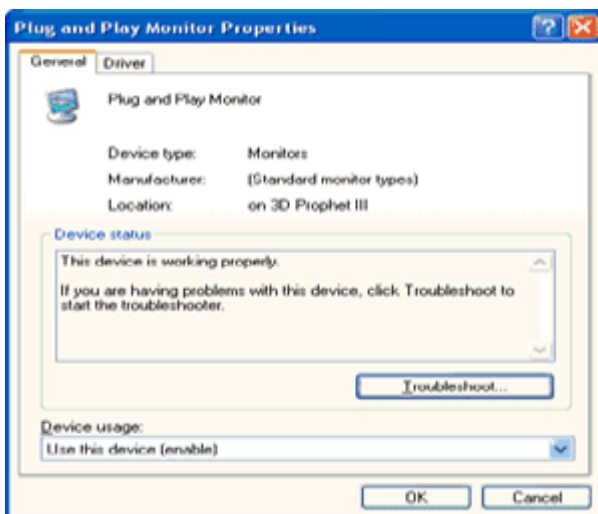 Plug and Play Monitor Properties
General Driver
Plug and Play Monitor
Device type: Monitors
Manufacturer: (Standard monitor types)
Location: on 3D Prophet III
Device status
This device is working properly.
If you are having problems with this device, click Troubleshoot to
start the troubleshooter.
Troubleshoot...
Device usage:
Use this device (enable)
OK Cancel